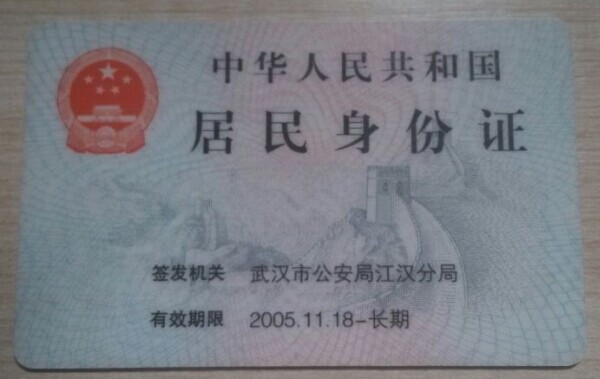 中华人民共和国
居民身份证
签发机关 武汉市公安局江汉分局
有效期限 2005.11.18-长期